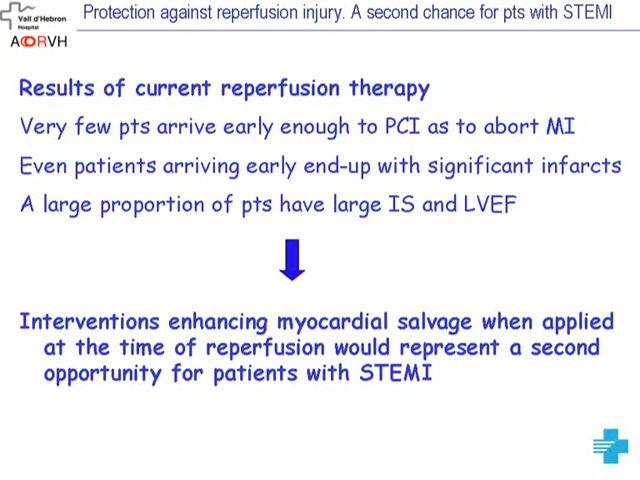 Vall d'Hebron
Hospital
ACORVH
Protection against reperfusion injury. A second chance for pts with STEMI
Results of current reperfusion therapy
Very few pts arrive early enough to PCI as to abort MI
Even patients arriving early end-up with significant infarcts
A large proportion of pts have large IS and LVEF
Interventions enhancing myocardial salvage when applied
at the time of reperfusion would represent a second
opportunity for patients with STEMI